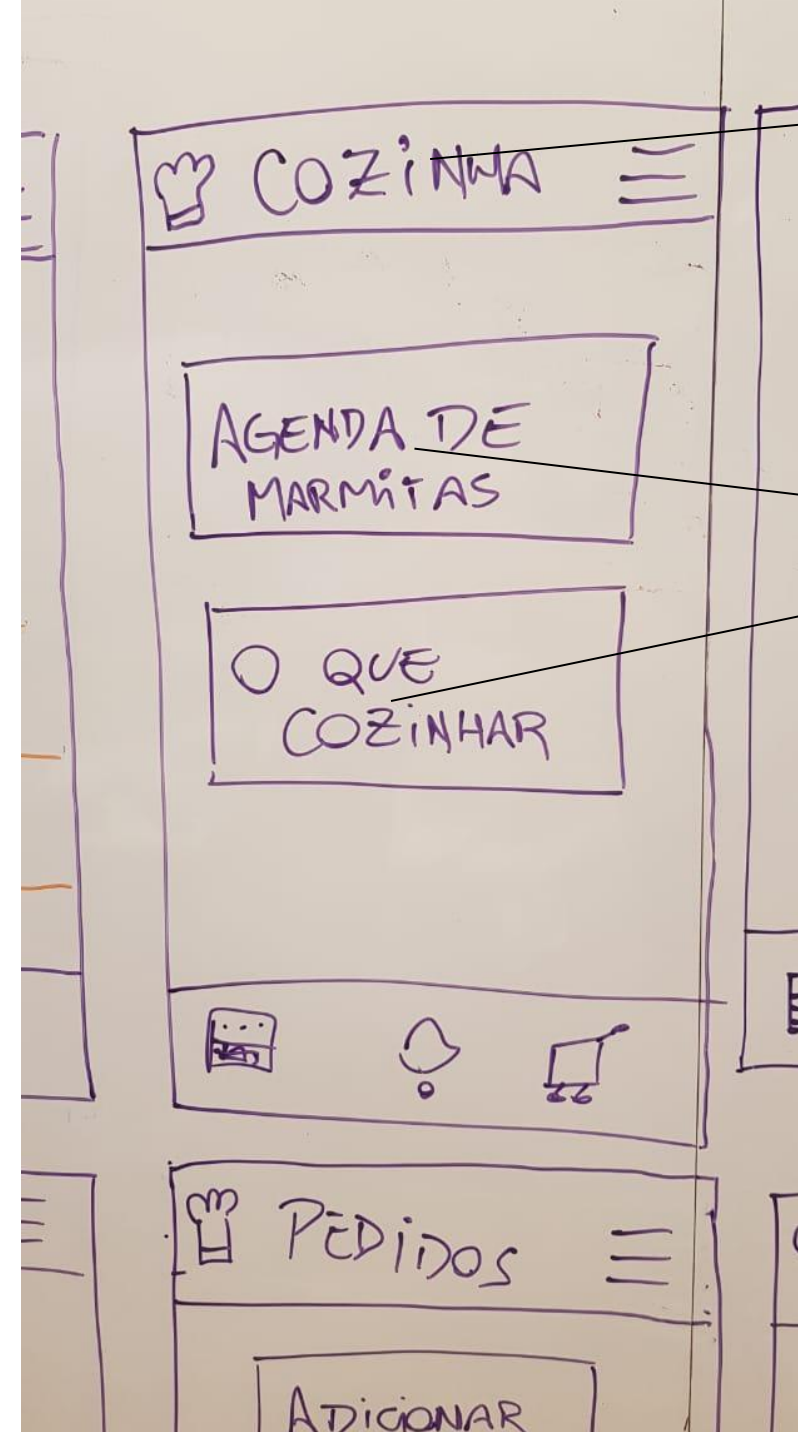 COZINHA
AGENDA DE
MARMITAS
O QUE
COZINHAR
PEDIDOS
ADICIONAR